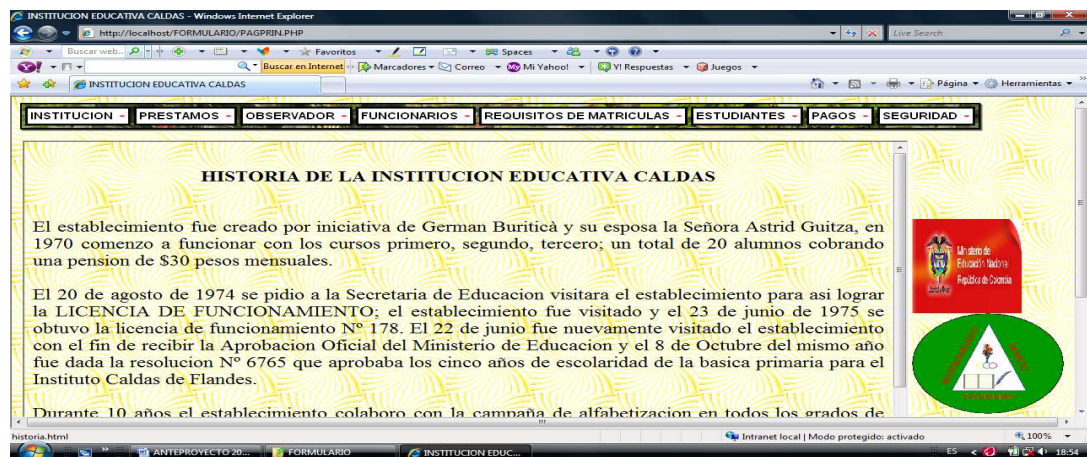 INSTITUCION EDUCATIVA CALDAS - Windows Internet Explorer
http://localhost/FORMULARIO/PAGPRIN.PHP
Live Search
Buscar web..
Favoritos
Spaces
Buscar en Internet
Marcadores
Correo
Mi Yahoo!
Y! Respuestas
Juegos
INSTITUCION EDUCATIVA CALDAS
Página
Herramientas
INSTITUCION - PRESTAMOS - OBSERVADOR - FUNCIONARIOS - REQUISITOS DE MATRICULAS - ESTUDIANTES - PAGOS - SEGURIDAD -
HISTORIA DE LA INSTITUCION EDUCATIVA CALDAS
El establecimiento fue creado por iniciativa de German Buriticà y su esposa la Señora Astrid Guitza, en
1970 comenzo a funcionar con los cursos primero, segundo, tercero; un total de 20 alumnos cobrando
una pension de $30 pesos mensuales.
El 20 de agosto de 1974 se pidio a la Secretaria de Educacion visitara el establecimiento para asi lograr
la LICENCIA DE FUNCIONAMIENTO; el establecimiento fue visitado y el 23 de junio de 1975 se
obtuvo la licencia de funcionamiento Nº 178. El 22 de junio fue nuevamente visitado el establecimiento
con el fin de recibir la Aprobacion Oficial del Ministerio de Educacion y el 8 de Octubre del mismo año
fue dada la resolucion Nº 6765 que aprobaba los cinco años de escolaridad de la basica primaria para el
Instituto Caldas de Flandes.
Durante 10 años el establecimiento colaboro con la campaña de alfabetizacion en todos los grados de
Ministerio de
Educación Nacional
República de Colombia
historia.html
Intranet local | Modo protegido: activado
100%
ANTEPROYECTO 20...
FORMULARIO
INSTITUCION EDUC...
ES
18:54